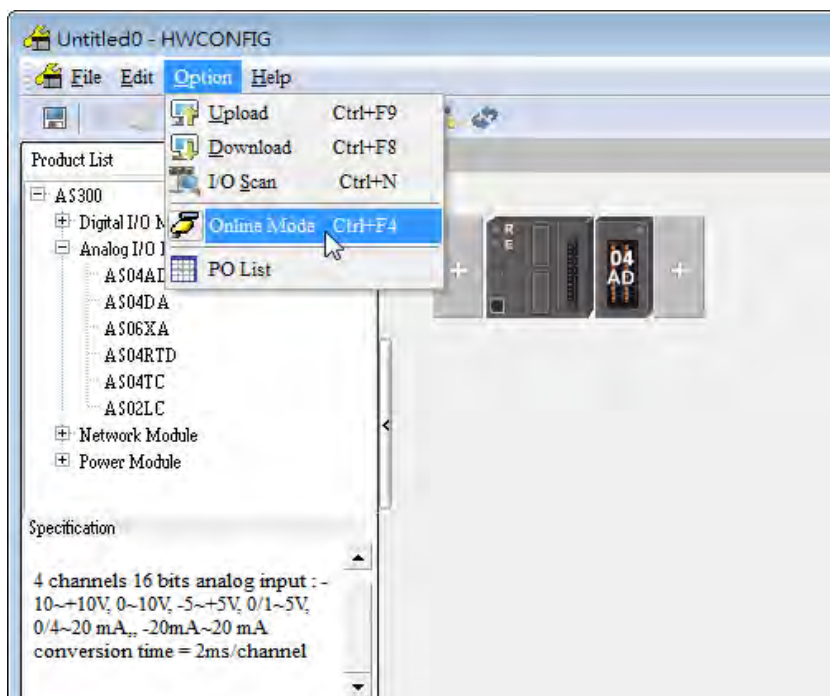 Untitled0 - HWCONFIG
File Edit Option Help
Upload Ctrl+F9
Download Ctrl+F8
I/O Scan Ctrl+N
Online Mode Ctrl+F4
PO List
Product List
AS300
Digital I/O
Analog I/O
AS04AD
AS04DA
AS06XA
AS04RTD
AS04TC
AS02LC
Network Module
Power Module
R
E
04
AD
Specification
4 channels 16 bits analog input : -
10~+10V, 0~10V, -5~+5V, 0/1~5V,
0/4~20 mA,, -20mA~20 mA
conversion time = 2ms/channel